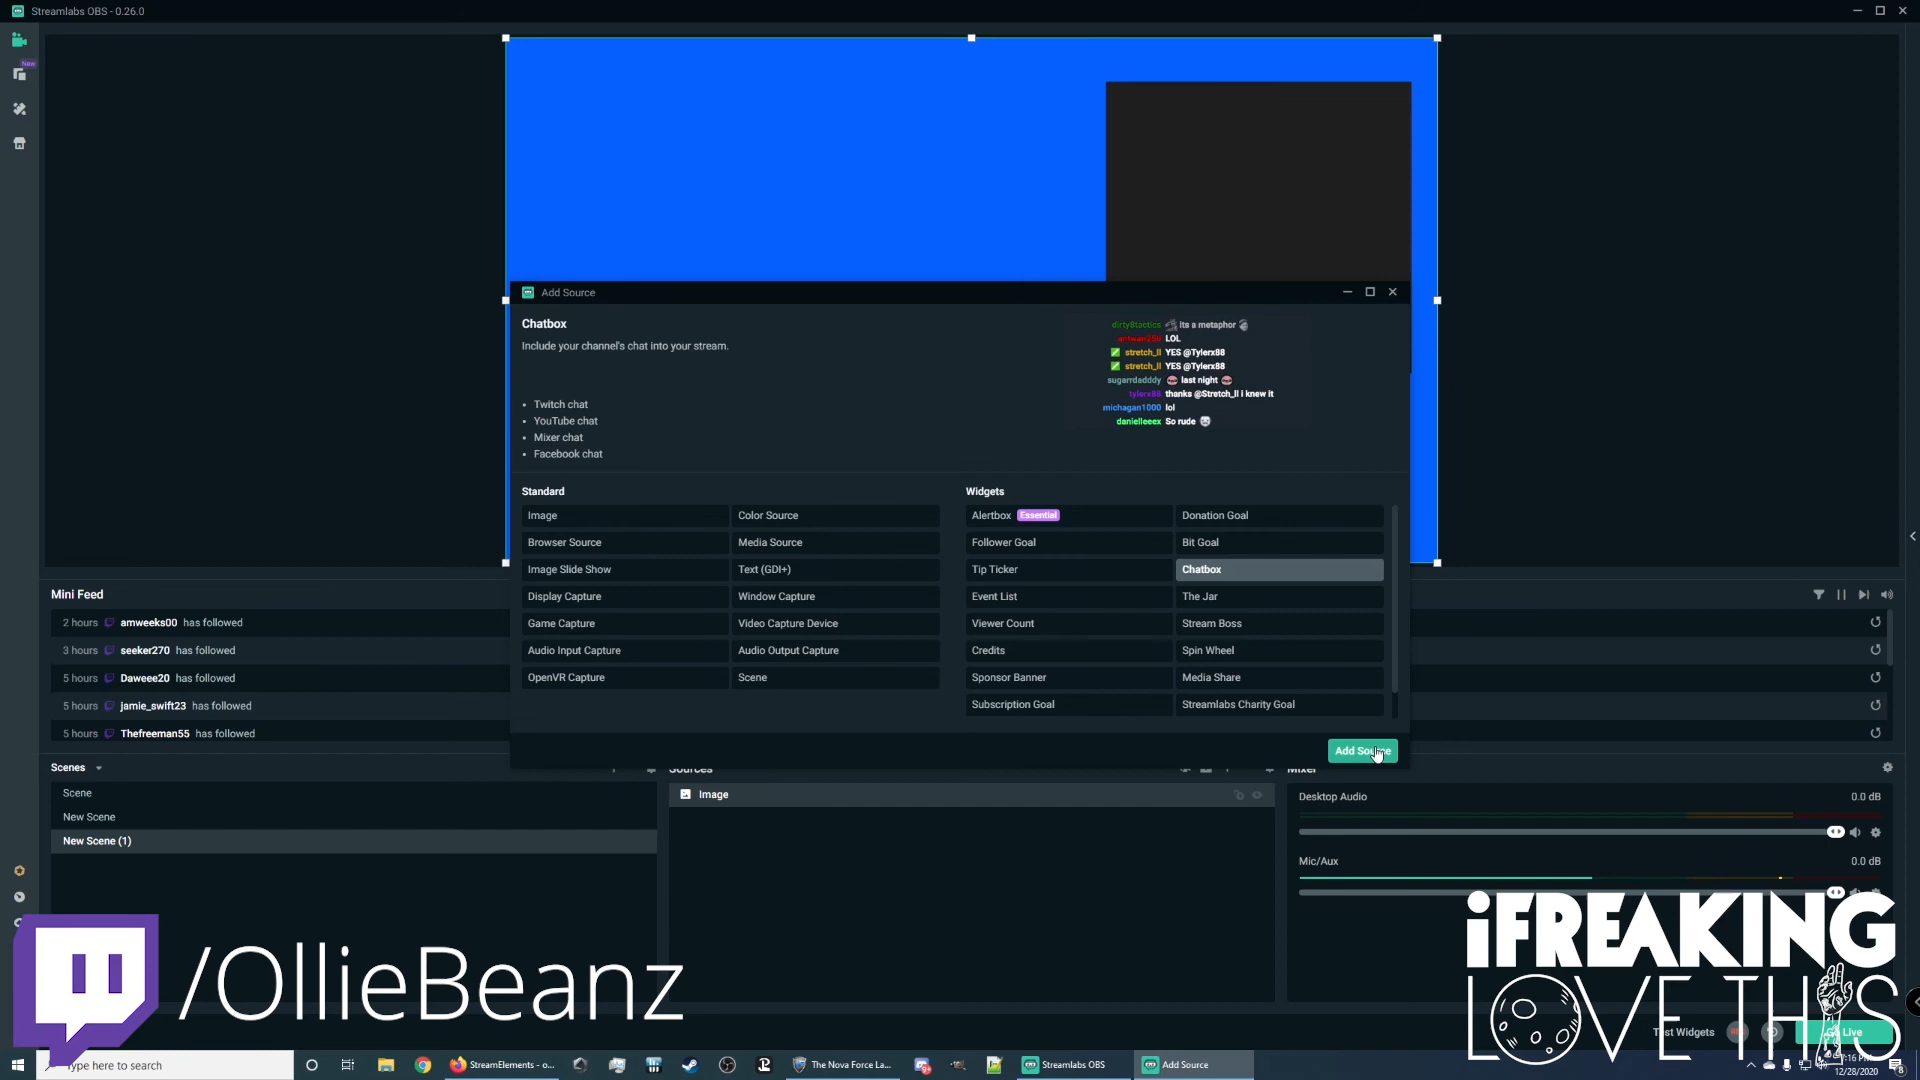 Streamlabs OBS - 0.26.0
New
Add Source
Chatbox
Include your channel's chat into your stream.
Twitch chat
YouTube chat
Mixer chat
Facebook chat
dirty8tactics its a metaphor
LOL
stretch_ll YES @Tylerx88
stretch_ll YES @Tylerx88
sugarrdadddy last night
tylerx88 thanks @Stretch_ll i knew it
michagan1000 lol
danielleeex So rude
Standard
Image Color Source
Browser Source Media Source
Image Slide Show Text (GDI+)
Display Capture Window Capture
Game Capture Video Capture Device
Audio Input Capture Audio Output Capture
OpenVR Capture Scene
Widgets
Alertbox Essential Donation Goal
Follower Goal Bit Goal
Tip Ticker Chatbox
Event List The Jar
Viewer Count Stream Boss
Credits Spin Wheel
Sponsor Banner Media Share
Subscription Goal Streamlabs Charity Goal
Add Source
Mini Feed
2 hours amweeks00 has followed
3 hours seeker270 has followed
5 hours Daweee20 has followed
5 hours jamie_swift23 has followed
5 hours Thefreeman55 has followed
Scenes
Scene
New Scene
New Scene (1)
Sources
Image
Mixer
Desktop Audio 0.0 dB
Mic/Aux 0.0 dB
/OllieBeanz
iFREAKING
LOVE THIS
Test Widgets
Live
Type here to search
StreamElements - o...
The Nova Force La...
Streamlabs OBS
Add Source
12/28/2020